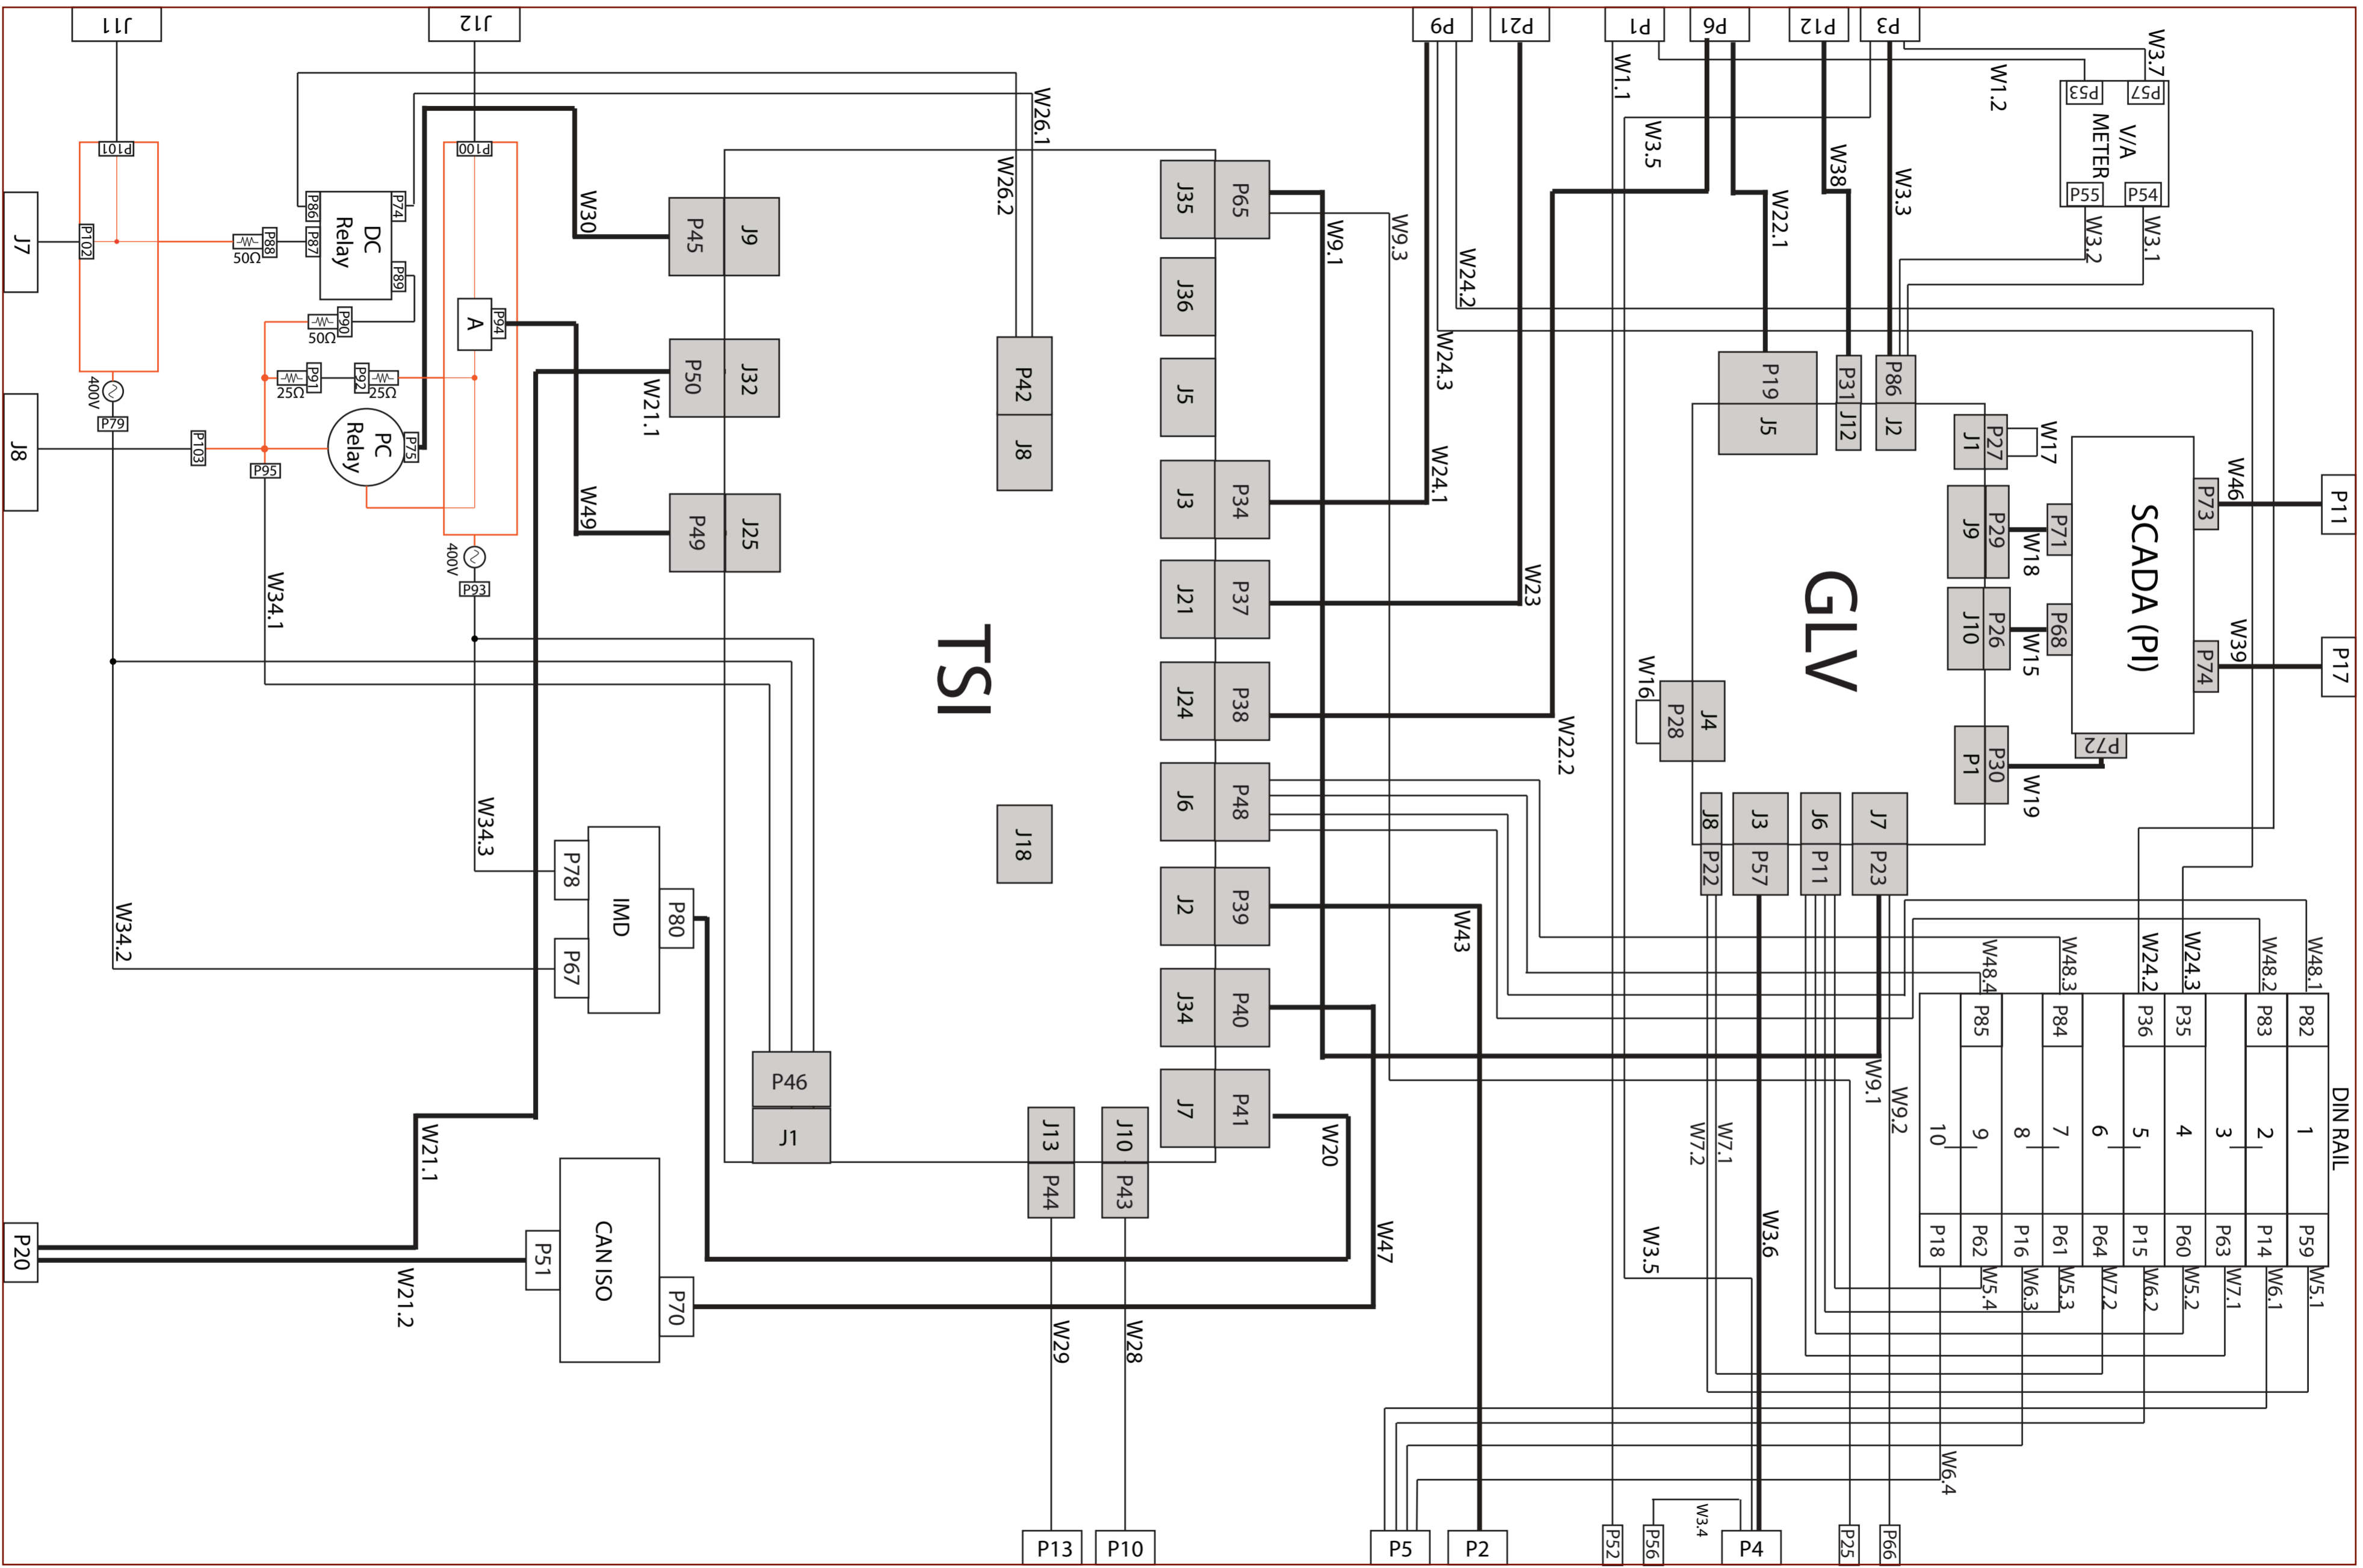 J11
J12
P9
P21
P1
P6
P12
P3
W3.7
W1.1
W1.2
P53
P57
V/A
METER
P55
P54
W26.1
W26.2
W3.5
W38
W3.3
W22.1
W3.2
W3.1
P101
P100
P86
P74
DC
Relay
P87
P88
P89
50Ω
P102
J7
W30
P45
J9
J35
P65
W9.1
W9.3
W24.2
J36
A
P94
P90
50Ω
W24.3
P50
J32
W21.1
P42
J8
J5
P19
J5
P31
J12
P86
J2
400V
P79
P91
25Ω
P92
25Ω
PC
Relay
P75
J8
P103
P95
W24.1
J1
P27
W17
W46
P11
W49
P49
J25
J3
P34
J9
P29
W18
P71
P73
SCADA (PI)
400V
P93
W34.1
TSI
J21
P37
W23
GLV
J10
P26
W15
P68
P74
W39
P17
J24
P38
W22.2
W16
P28
J4
P72
P1
P30
W19
W34.3
J18
J6
P48
J8
P22
J3
P57
J6
P11
J7
P23
P78
IMD
P80
P67
W34.2
J2
P39
W43
W48.4
W48.3
W24.2
W24.3
W48.2
W48.1
J34
P40
P85
P84
P36
P35
P83
P82
DIN RAIL
P46
J1
J7
P41
W20
W9.1
W9.2
W7.2
W7.1
10
9
8
7
6
5
4
3
2
1
J13
P44
J10
P43
W21.1
P18
P62
P16
P61
P64
P15
P60
P63
P14
P59
P20
W21.2
P51
CAN ISO
P70
W47
W3.5
W3.6
W5.4
W6.3
W5.3
W7.2
W6.2
W5.2
W7.1
W6.1
W5.1
W29
W28
W6.4
W3.4
P13
P10
P5
P2
P52
P56
P4
P25
P66